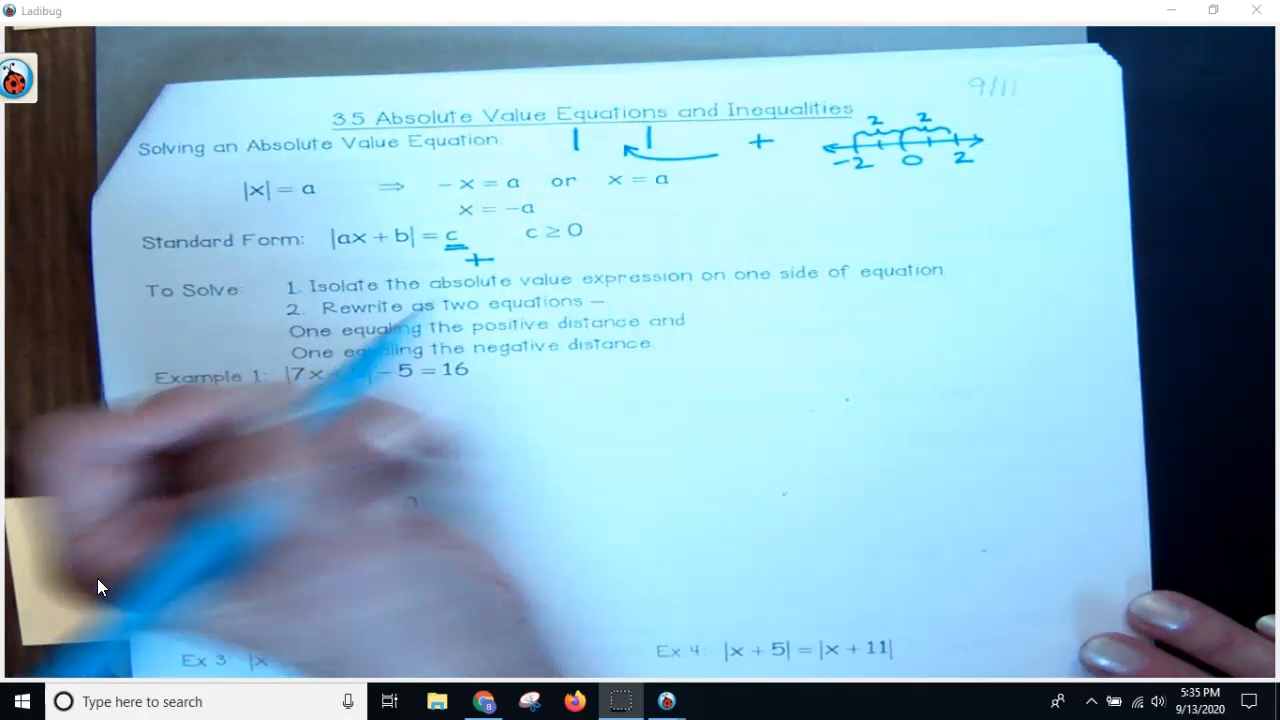 Ladibug
9/11
3.5 Absolute Value Equations and Inequalities
Solving an Absolute Value Equation:
| | +
2 2
-2 0 2
|x| = a ⇒ -x = a or x = a
x = -a
Standard Form: |ax + b| = c c ≥ 0
+
To Solve: 1. Isolate the absolute value expression on one side of equation
2. Rewrite as two equations –
One equaling the positive distance and
One equaling the negative distance.
Example 1: |7x | - 5 = 16
Ex 3: |x
Ex 4: |x + 5| = |x + 11|
Type here to search
5:35 PM
9/13/2020